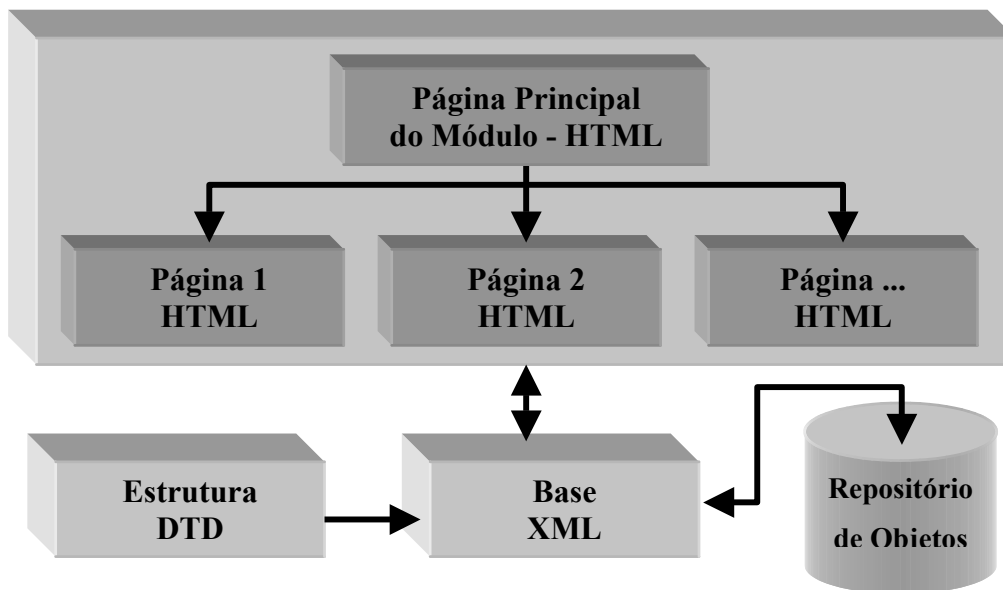 Página Principal
do Módulo - HTML
Página 1
HTML
Página 2
HTML
Página ...
HTML
Estrutura
DTD
Base
XML
Repositório
de Objetos